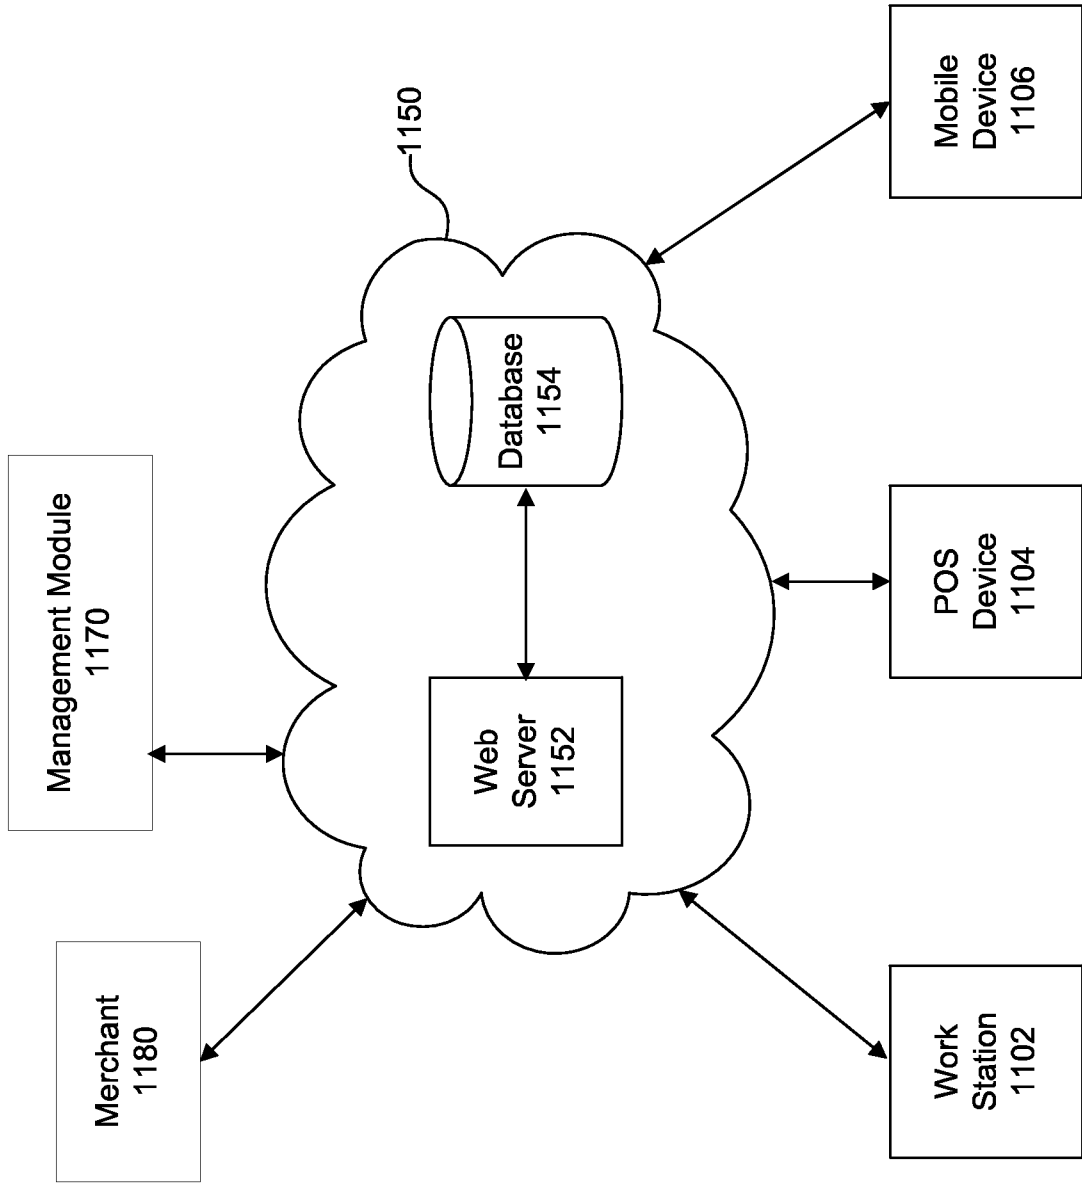 Merchant
1180
Management Module
1170
1150
Web
Server
1152
Database
1154
Work
Station
1102
POS
Device
1104
Mobile
Device
1106